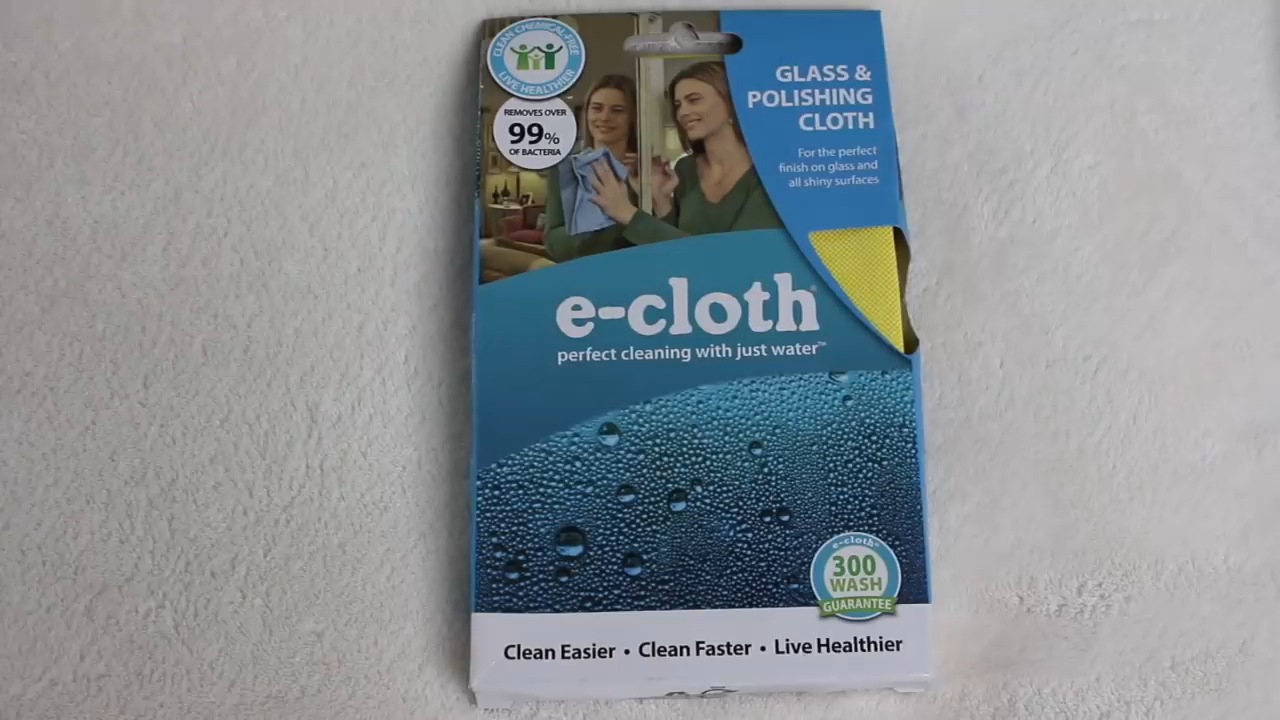 CLEAN CHEMICAL-FREE
LIVE HEALTHIER
REMOVES OVER
99%
OF BACTERIA
GLASS &
POLISHING
CLOTH
For the perfect
finish on glass and
all shiny surfaces
e-cloth
perfect cleaning with just water™
e-cloth®
300
WASH
GUARANTEE
Clean Easier • Clean Faster • Live Healthier